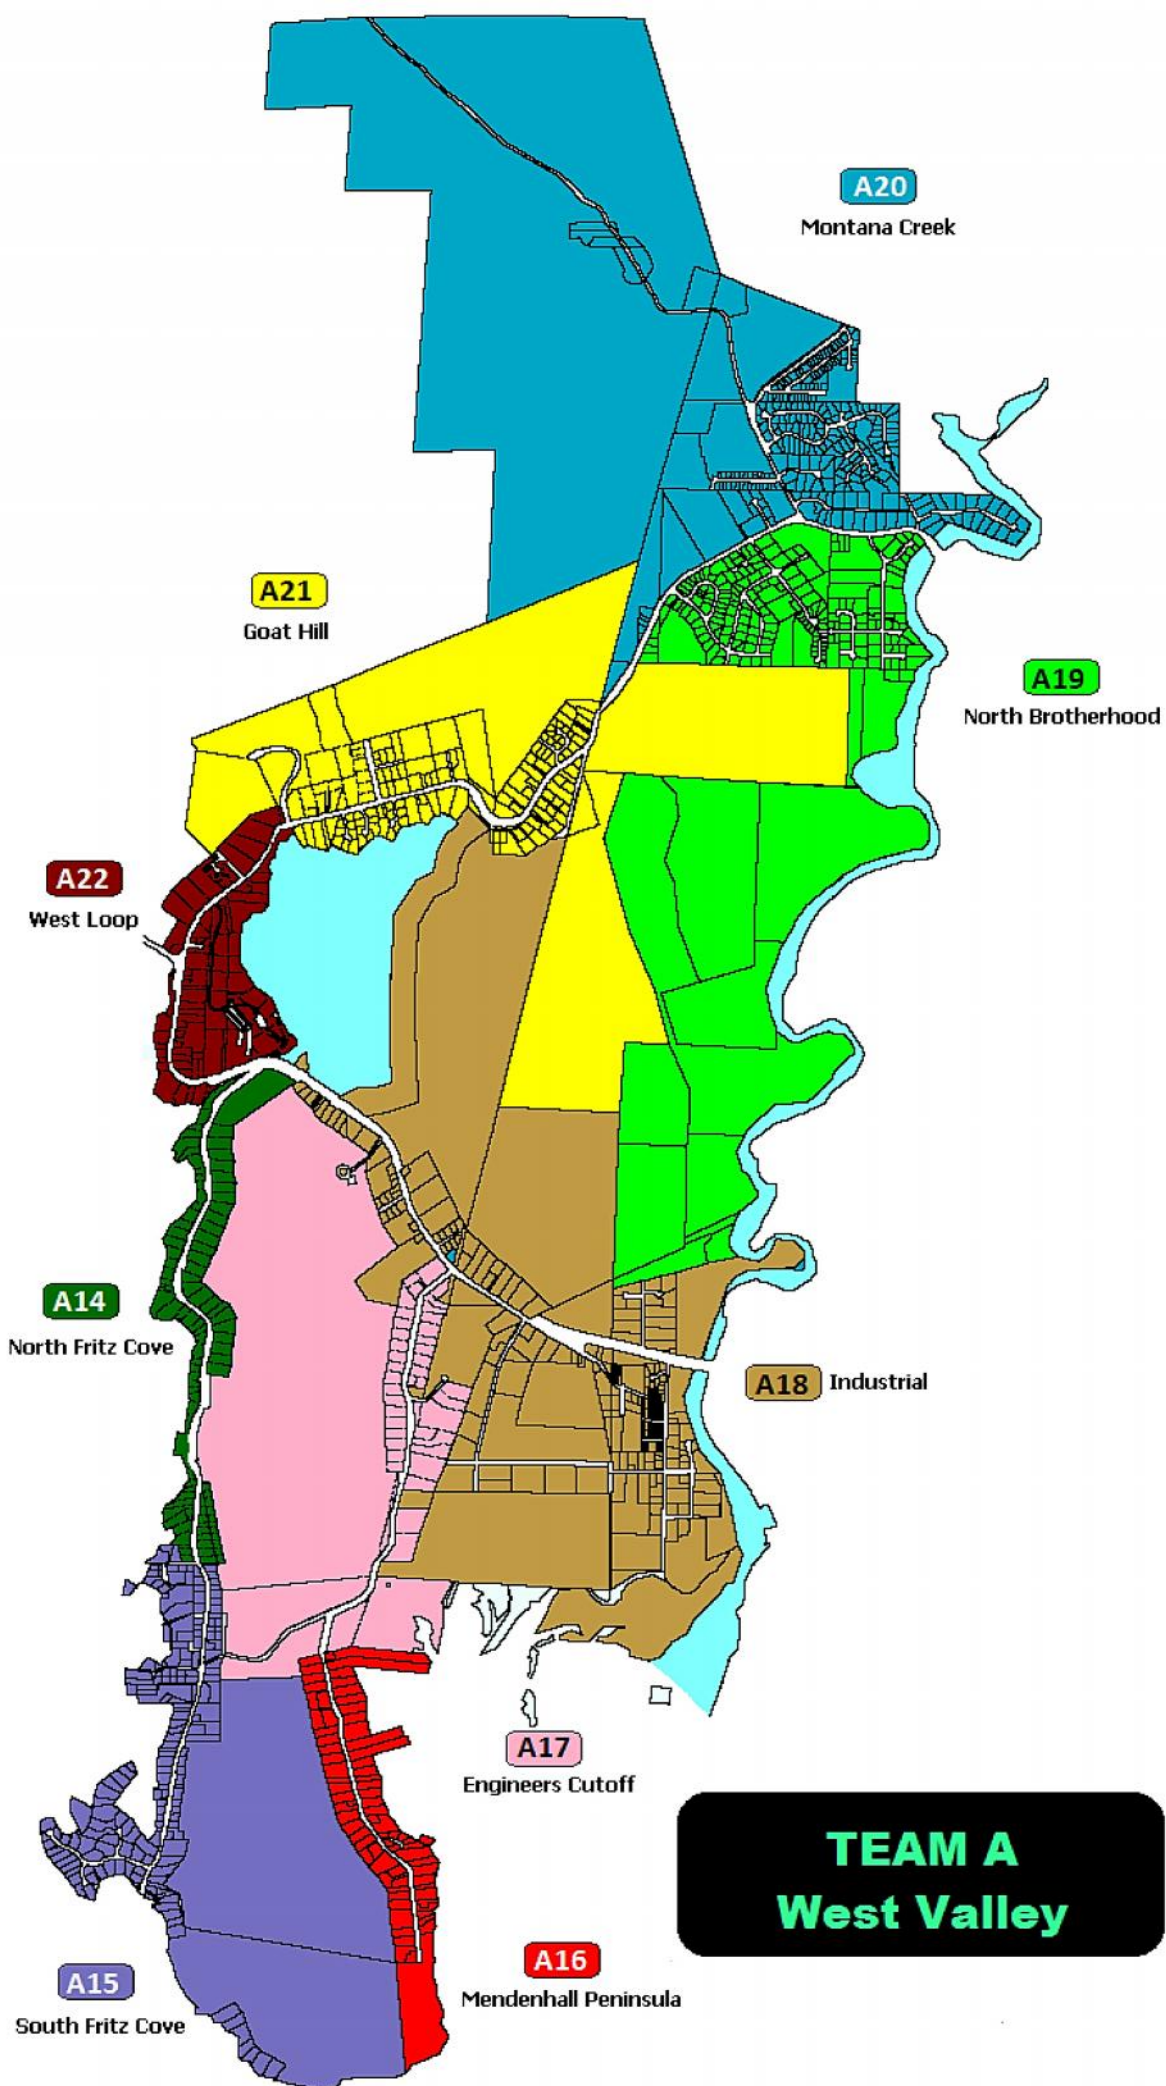 A20
Montana Creek
A21
Goat Hill
A19
North Brotherhood
A22
West Loop
A14
North Fritz Cove
A18 Industrial
A17
Engineers Cutoff
TEAM A
West Valley
A16
Mendenhall Peninsula
A15
South Fritz Cove